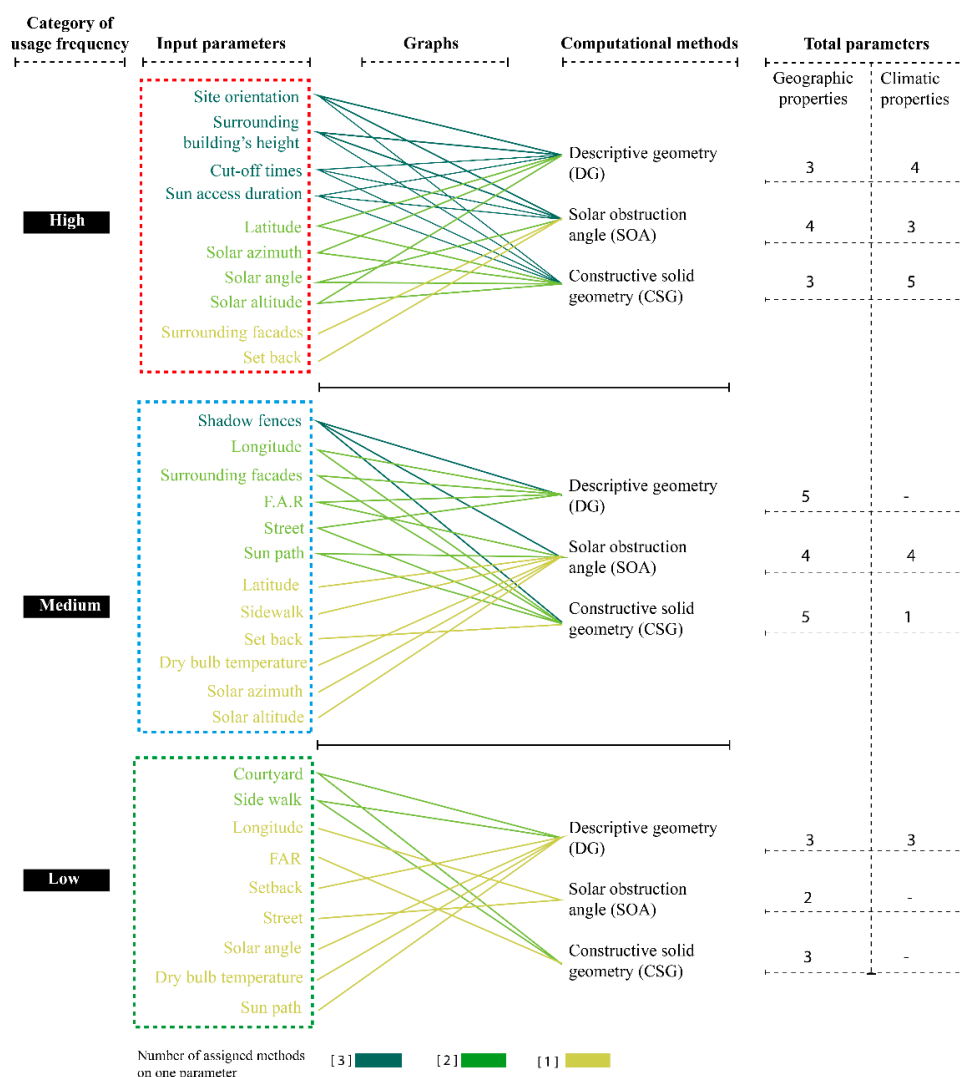 Category of
usage frequency
Input parameters
Graphs
Computational methods
Total parameters
Geographic
properties
Climatic
properties
High
Site orientation
Surrounding
building's height
Cut-off times
Sun access duration
Latitude
Solar azimuth
Solar angle
Solar altitude
Surrounding facades
Set back
Descriptive geometry
(DG)
3
4
Solar obstruction
angle (SOA)
4
3
Constructive solid
geometry (CSG)
3
5
Medium
Shadow fences
Longitude
Surrounding facades
F.A.R
Street
Sun path
Latitude
Sidewalk
Set back
Dry bulb temperature
Solar azimuth
Solar altitude
Descriptive geometry
(DG)
5
-
Solar obstruction
angle (SOA)
4
4
Constructive solid
geometry (CSG)
5
1
Low
Courtyard
Side walk
Longitude
FAR
Setback
Street
Solar angle
Dry bulb temperature
Sun path
Descriptive geometry
(DG)
3
3
Solar obstruction
angle (SOA)
2
-
Constructive solid
geometry (CSG)
3
-
Number of assigned methods
on one parameter
[3]
[2]
[1]